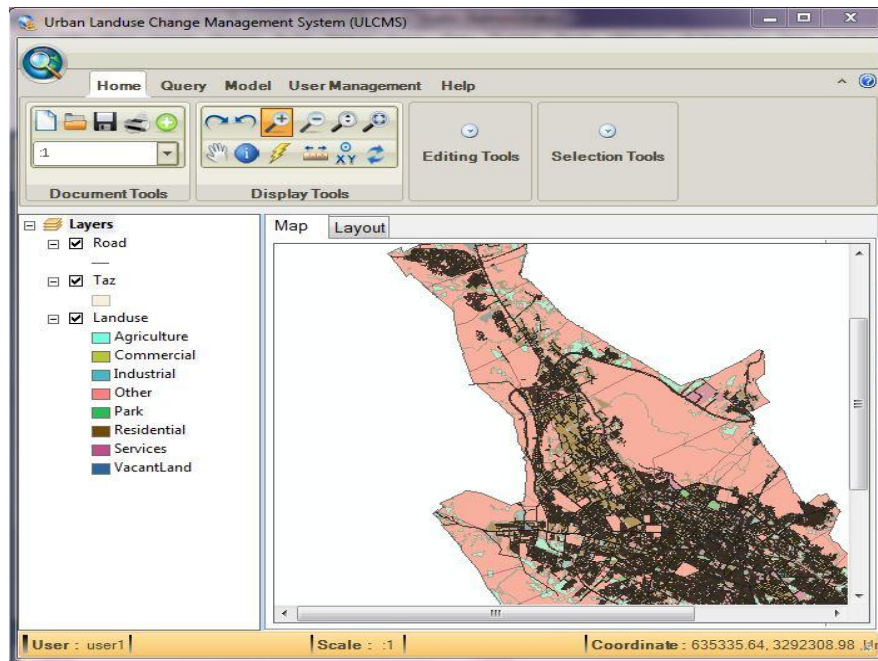 Urban Landuse Change Management System (ULCMS)
Home Query Model User Management Help
:1
XY
Editing Tools
Selection Tools
Document Tools
Display Tools
Layers
Road
Taz
Landuse
Agriculture
Commercial
Industrial
Other
Park
Residential
Services
VacantLand
Map Layout
User : user1
Scale : :1
Coordinate : 635335.64, 3292308.98